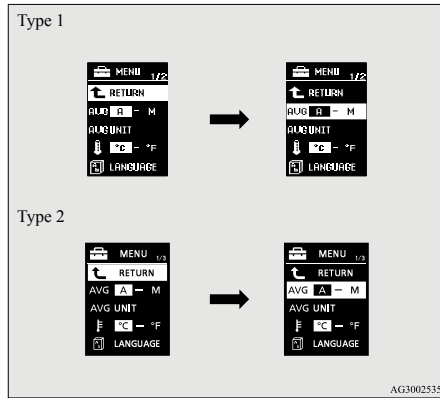 Type 1
MENU 1/2
RETURN
AVG A - M
AVG UNIT
°C - °F
LANGUAGE
MENU 1/2
RETURN
AVG A - M
AVG UNIT
°C - °F
LANGUAGE
Type 2
MENU 1/3
RETURN
AVG A - M
AVG UNIT
°C - °F
LANGUAGE
MENU 1/3
RETURN
AVG A - M
AVG UNIT
°C - °F
LANGUAGE
AG3002535